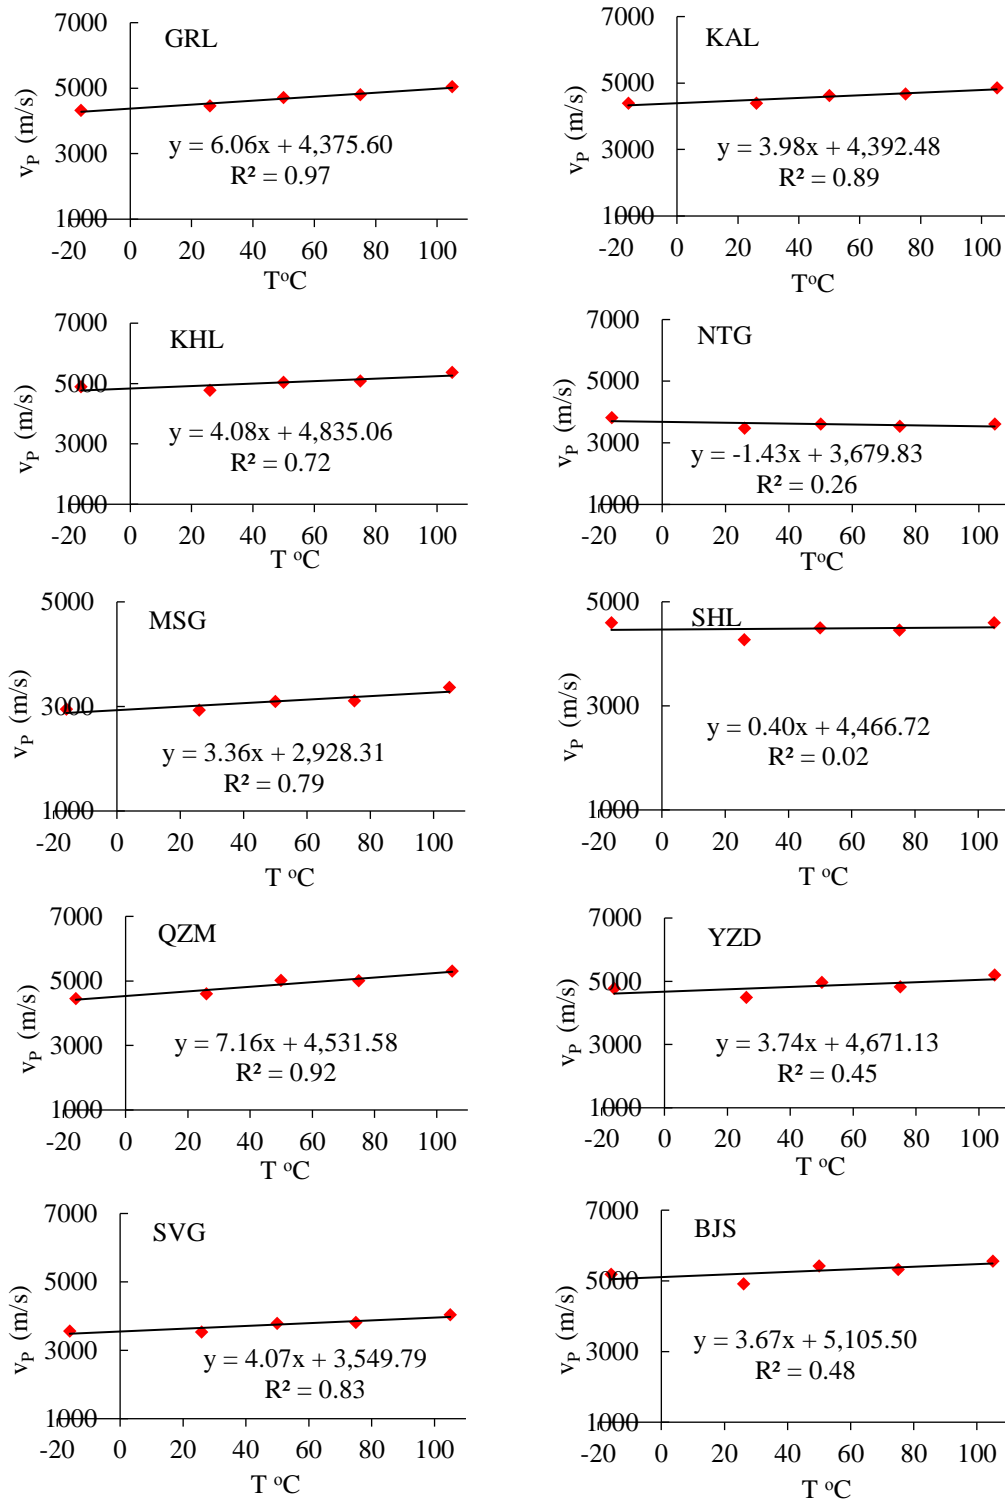 GRL
7000
5000
3000
1000
v_P (m/s)
y = 6.06x + 4,375.60
R² = 0.97
-20 0 20 40 60 80 100
T°C
KAL
7000
5000
3000
1000
v_P (m/s)
y = 3.98x + 4,392.48
R² = 0.89
-20 0 20 40 60 80 100
T°C
KHL
7000
5000
3000
1000
v_P (m/s)
y = 4.08x + 4,835.06
R² = 0.72
-20 0 20 40 60 80 100
T °C
NTG
7000
5000
3000
1000
v_P (m/s)
y = -1.43x + 3,679.83
R² = 0.26
-20 0 20 40 60 80 100
T°C
MSG
5000
3000
1000
v_P (m/s)
y = 3.36x + 2,928.31
R² = 0.79
-20 0 20 40 60 80 100
T °C
SHL
5000
3000
1000
v_P (m/s)
y = 0.40x + 4,466.72
R² = 0.02
-20 0 20 40 60 80 100
T °C
QZM
7000
5000
3000
1000
v_P (m/s)
y = 7.16x + 4,531.58
R² = 0.92
-20 0 20 40 60 80 100
T °C
YZD
7000
5000
3000
1000
v_P (m/s)
y = 3.74x + 4,671.13
R² = 0.45
-20 0 20 40 60 80 100
T °C
SVG
7000
5000
3000
1000
v_P (m/s)
y = 4.07x + 3,549.79
R² = 0.83
-20 0 20 40 60 80 100
T °C
BJS
7000
5000
3000
1000
v_P (m/s)
y = 3.67x + 5,105.50
R² = 0.48
-20 0 20 40 60 80 100
T °C